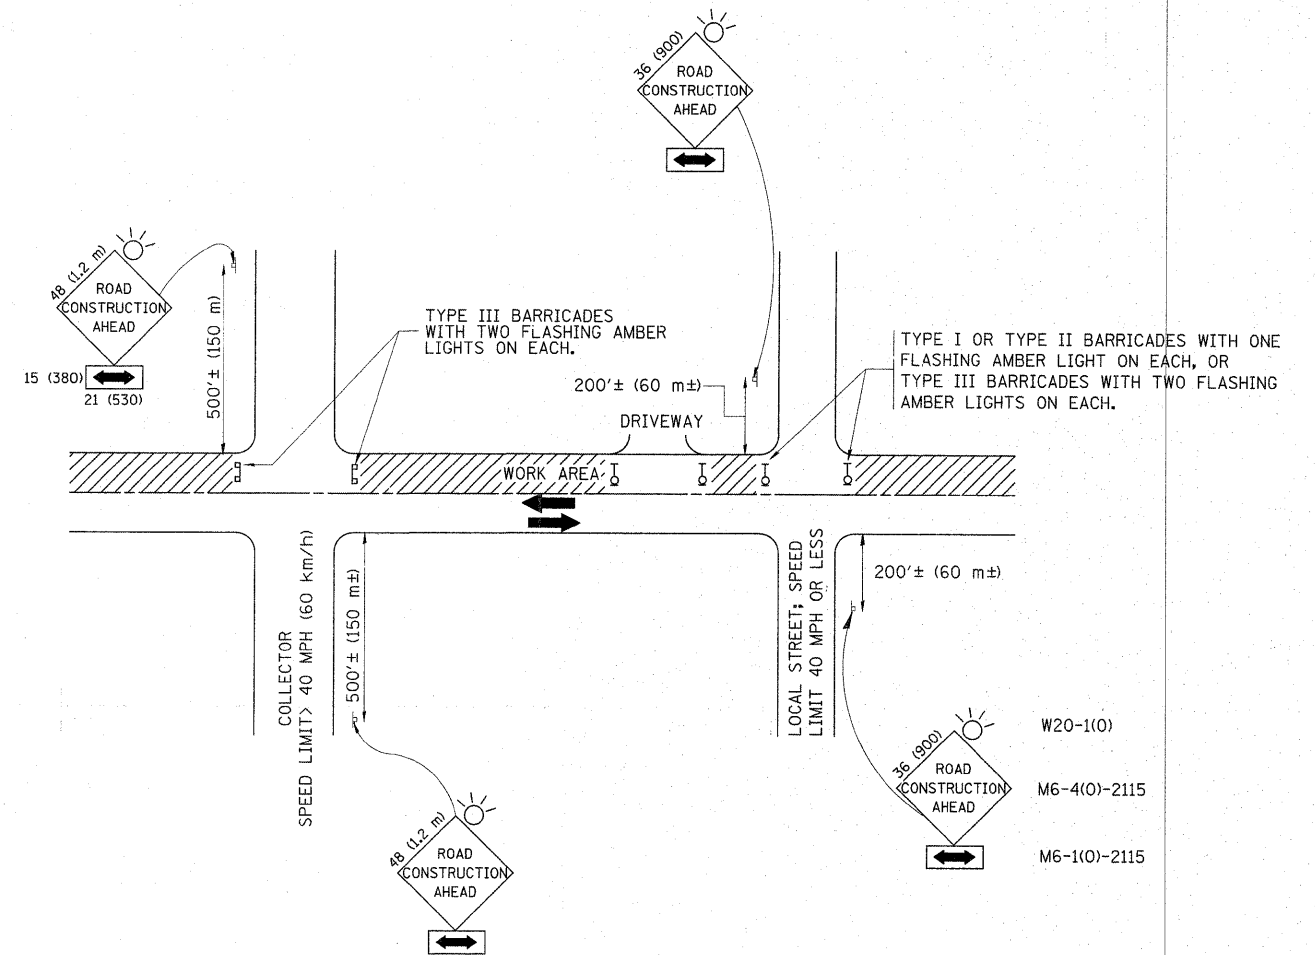 36 (900)
ROAD
CONSTRUCTION
AHEAD
48 (1.2 m)
ROAD
CONSTRUCTION
AHEAD
15 (380)
21 (530)
500'± (150 m)
TYPE III BARRICADES
WITH TWO FLASHING AMBER
LIGHTS ON EACH.
200'± (60 m±)
DRIVEWAY
TYPE I OR TYPE II BARRICADES WITH ONE
FLASHING AMBER LIGHT ON EACH, OR
TYPE III BARRICADES WITH TWO FLASHING
AMBER LIGHTS ON EACH.
WORK AREA
COLLECTOR
SPEED LIMIT> 40 MPH (60 km/h)
500'± (150 m±)
LOCAL STREET; SPEED
LIMIT 40 MPH OR LESS
200'± (60 m±)
48 (1.2 m)
ROAD
CONSTRUCTION
AHEAD
36 (900)
ROAD
CONSTRUCTION
AHEAD
W20-1(O)
M6-4(O)-2115
M6-1(O)-2115